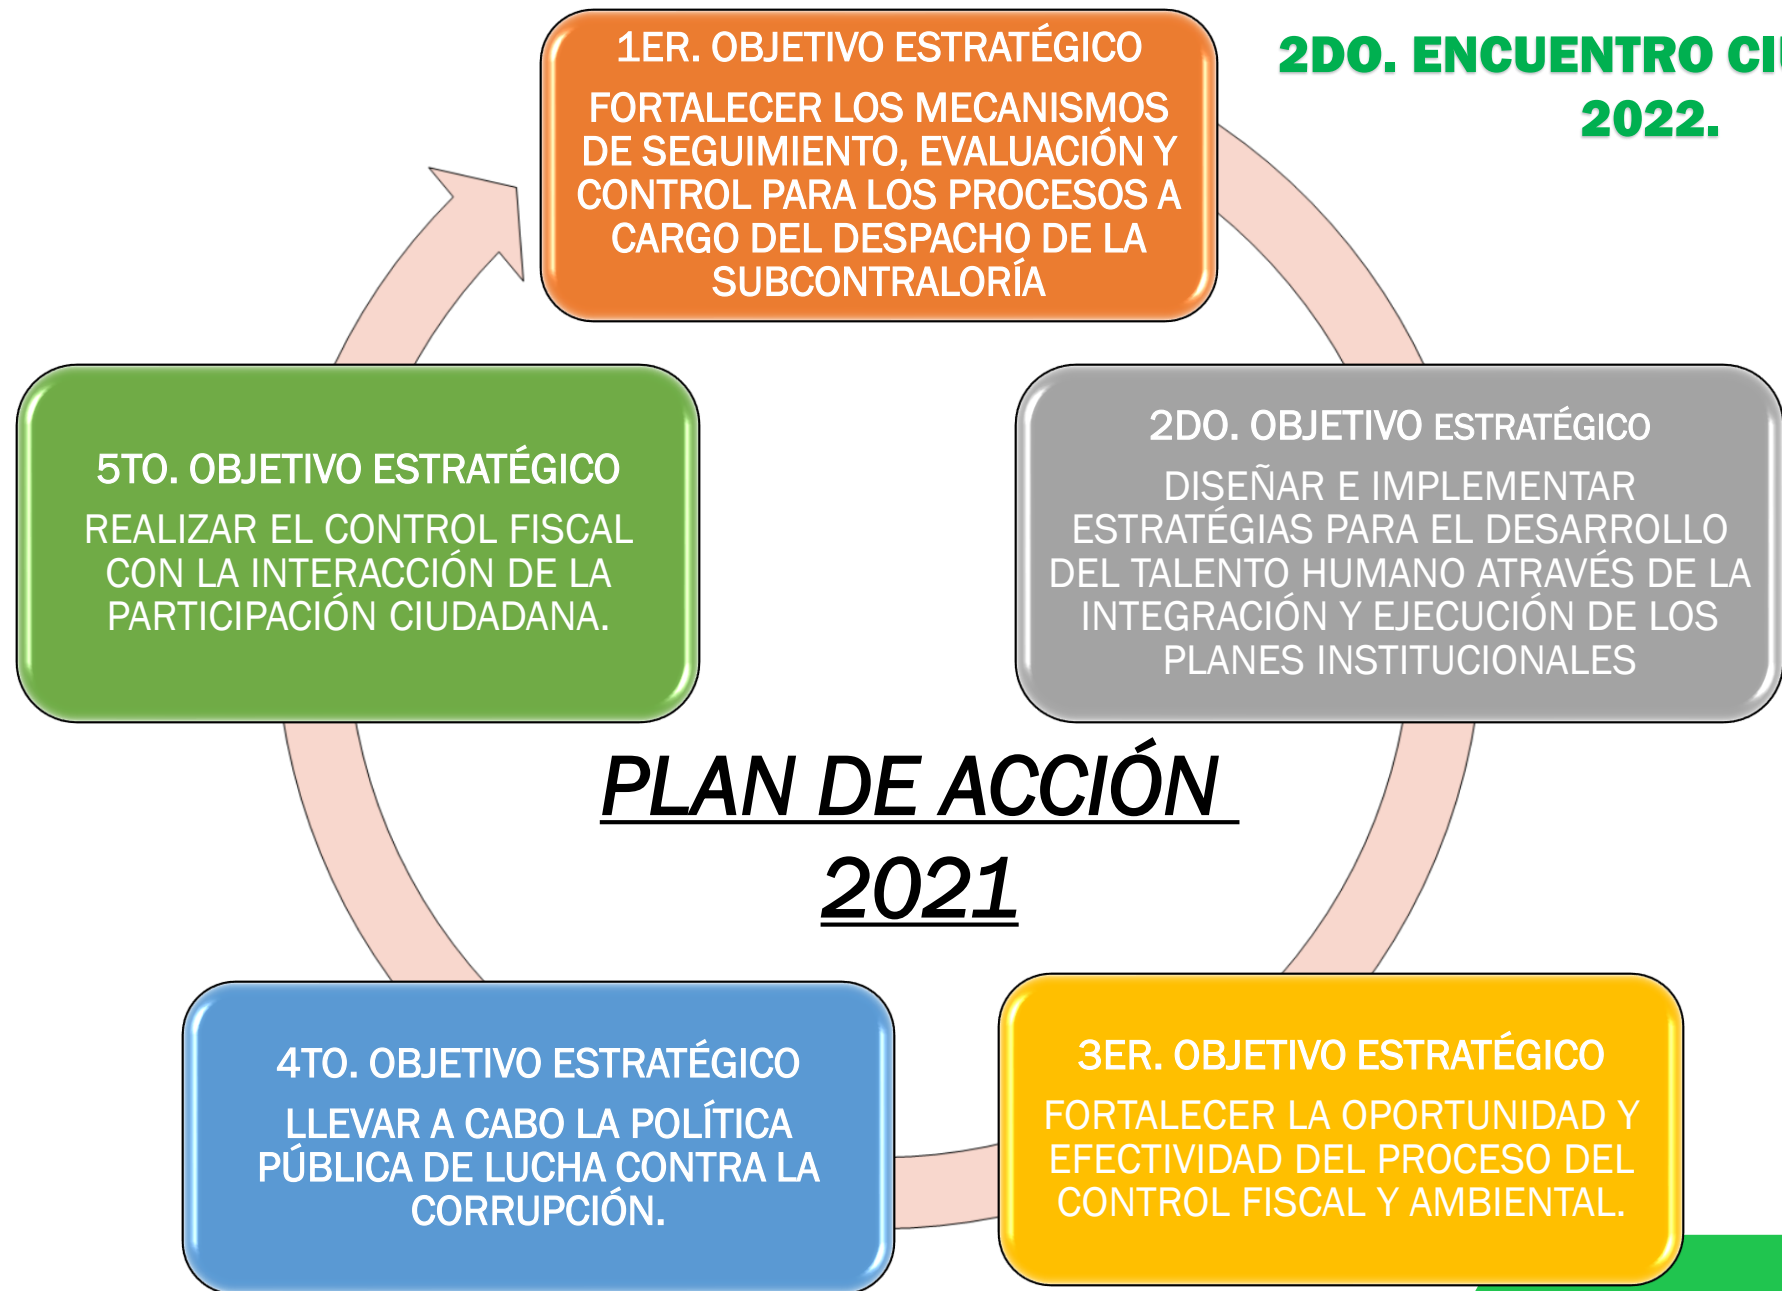 1ER. OBJETIVO ESTRATÉGICO
FORTALECER LOS MECANISMOS
DE SEGUIMIENTO, EVALUACIÓN Y
CONTROL PARA LOS PROCESOS A
CARGO DEL DESPACHO DE LA
SUBCONTRALORÍA
2DO. ENCUENTRO
2022.
2DO. OBJETIVO ESTRATÉGICO
DISEÑAR E IMPLEMENTAR
ESTRATÉGIAS PARA EL DESARROLLO
DEL TALENTO HUMANO ATRAVÉS DE LA
INTEGRACIÓN Y EJECUCIÓN DE LOS
PLANES INSTITUCIONALES
3ER. OBJETIVO ESTRATÉGICO
FORTALECER LA OPORTUNIDAD Y
EFECTIVIDAD DEL PROCESO DEL
CONTROL FISCAL Y AMBIENTAL.
4TO. OBJETIVO ESTRATÉGICO
LLEVAR A CABO LA POLÍTICA
PÚBLICA DE LUCHA CONTRA LA
CORRUPCIÓN.
5TO. OBJETIVO ESTRATÉGICO
REALIZAR EL CONTROL FISCAL
CON LA INTERACCIÓN DE LA
PARTICIPACIÓN CIUDADANA.
PLAN DE ACCIÓN
2021